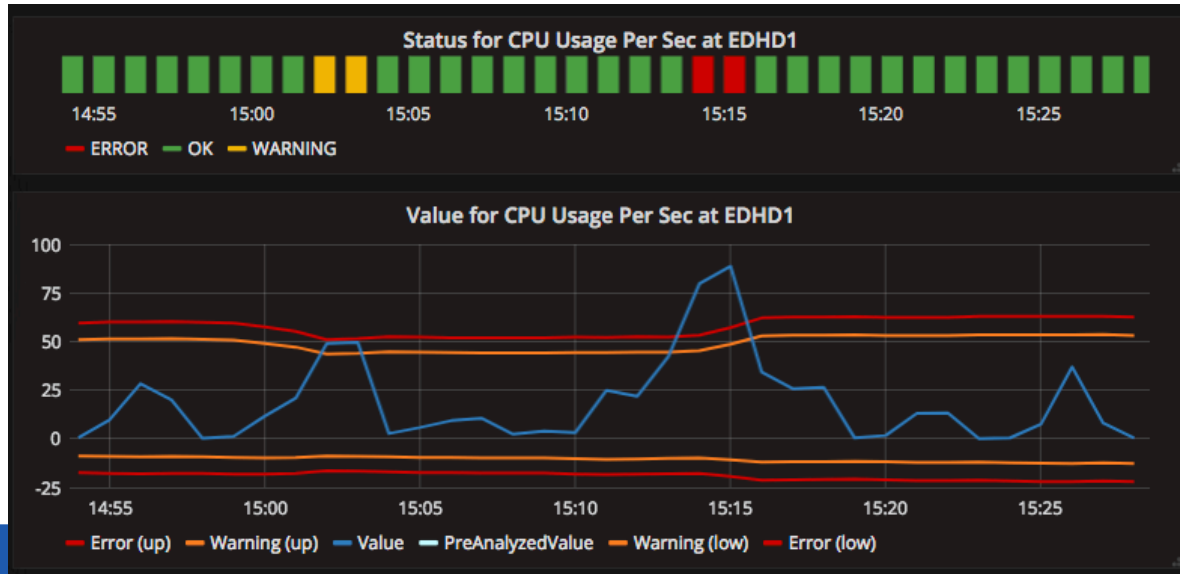 Status for CPU Usage Per Sec at EDHD1
14:55 15:00 15:05 15:10 15:15 15:20 15:25
ERROR OK WARNING
Value for CPU Usage Per Sec at EDHD1
100
75
50
25
0
-25
14:55 15:00 15:05 15:10 15:15 15:20 15:25
Error (up) Warning (up) Value PreAnalyzedValue Warning (low) Error (low)